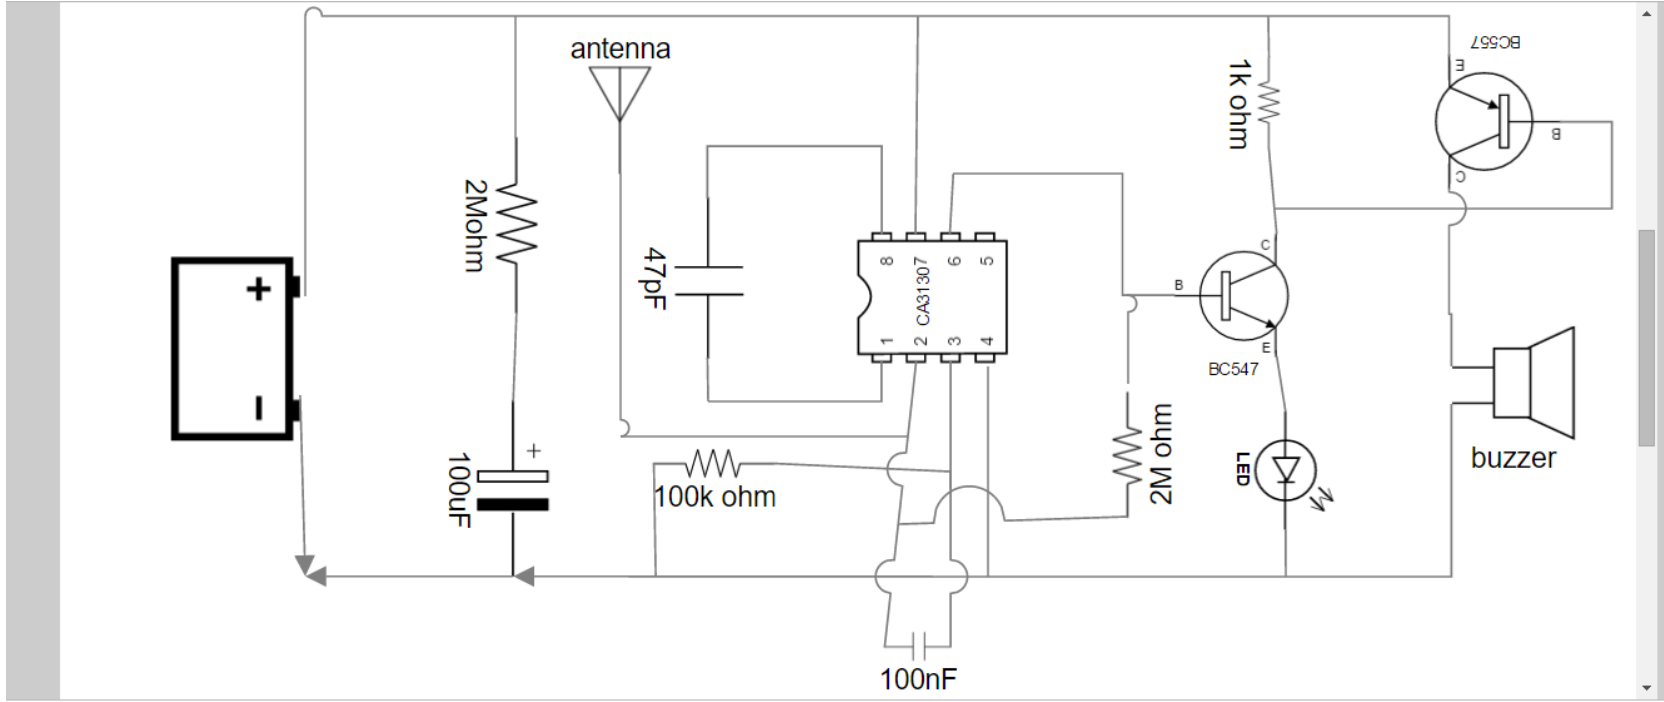 antenna
BC557
E
B
C
1k ohm
2Mohm
+
-
47pF
8
7
6
5
CA3130
1
2
3
4
B
C
E
BC547
2M ohm
LED
buzzer
+
100uF
100k ohm
100nF